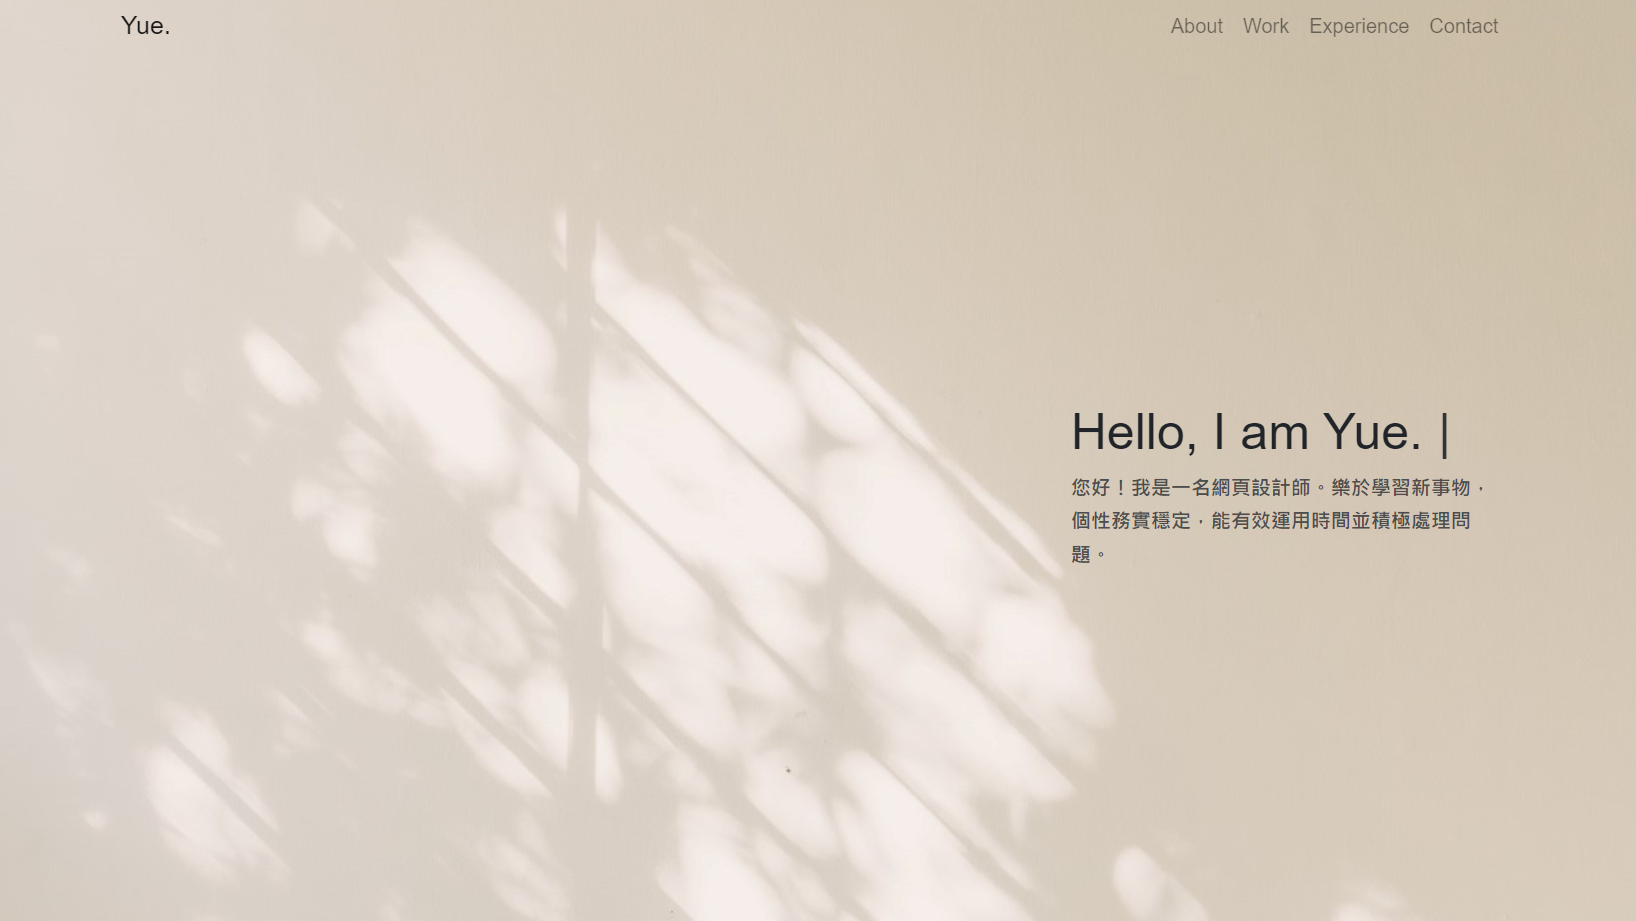 Yue.
About Work Experience Contact
Hello, I am Yue. |
您好！我是一名網頁設計師。樂於學習新事物，
個性務實穩定，能有效運用時間並積極處理問
題。